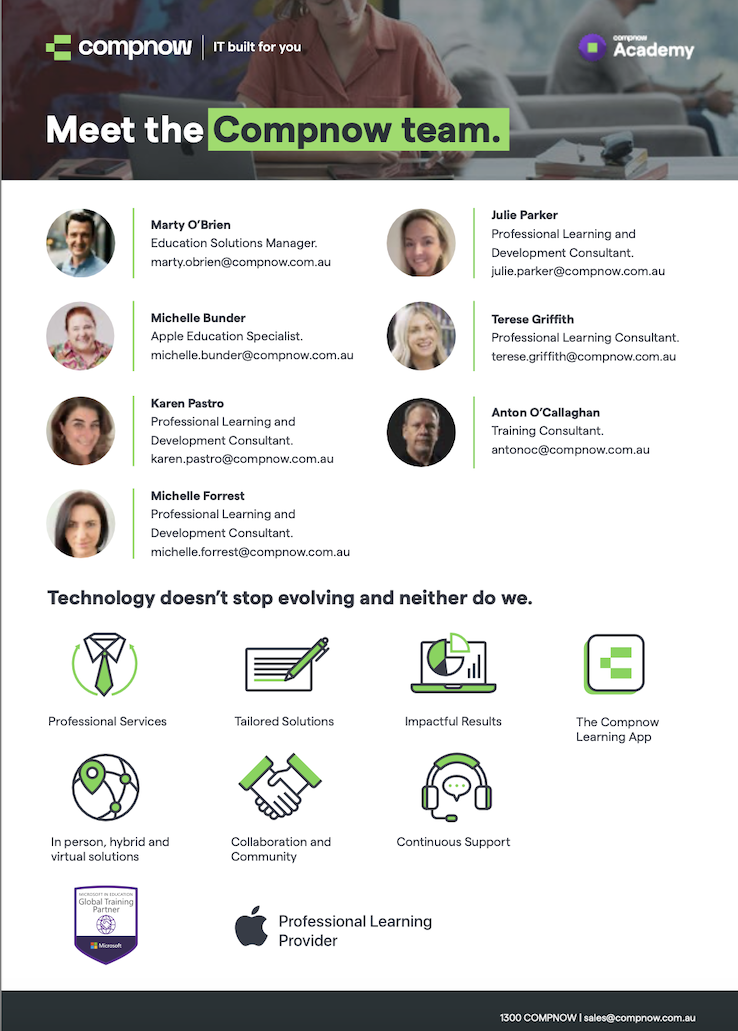 compnow | IT built for you
compnow
Academy
Meet the Compnow team.
Marty O’Brien
Education Solutions Manager.
marty.obrien@compnow.com.au
Julie Parker
Professional Learning and
Development Consultant.
julie.parker@compnow.com.au
Michelle Bunder
Apple Education Specialist.
michelle.bunder@compnow.com.au
Terese Griffith
Professional Learning Consultant.
terese.griffith@compnow.com.au
Karen Pastro
Professional Learning and
Development Consultant.
karen.pastro@compnow.com.au
Anton O’Callaghan
Training Consultant.
antonoc@compnow.com.au
Michelle Forrest
Professional Learning and
Development Consultant.
michelle.forrest@compnow.com.au
Technology doesn’t stop evolving and neither do we.
Professional Services
Tailored Solutions
Impactful Results
The Compnow
Learning App
In person, hybrid and
virtual solutions
Collaboration and
Community
Continuous Support
MICROSOFT IN EDUCATION
Global Training
Partner
Microsoft
Professional Learning
Provider
1300 COMPNOW | sales@compnow.com.au